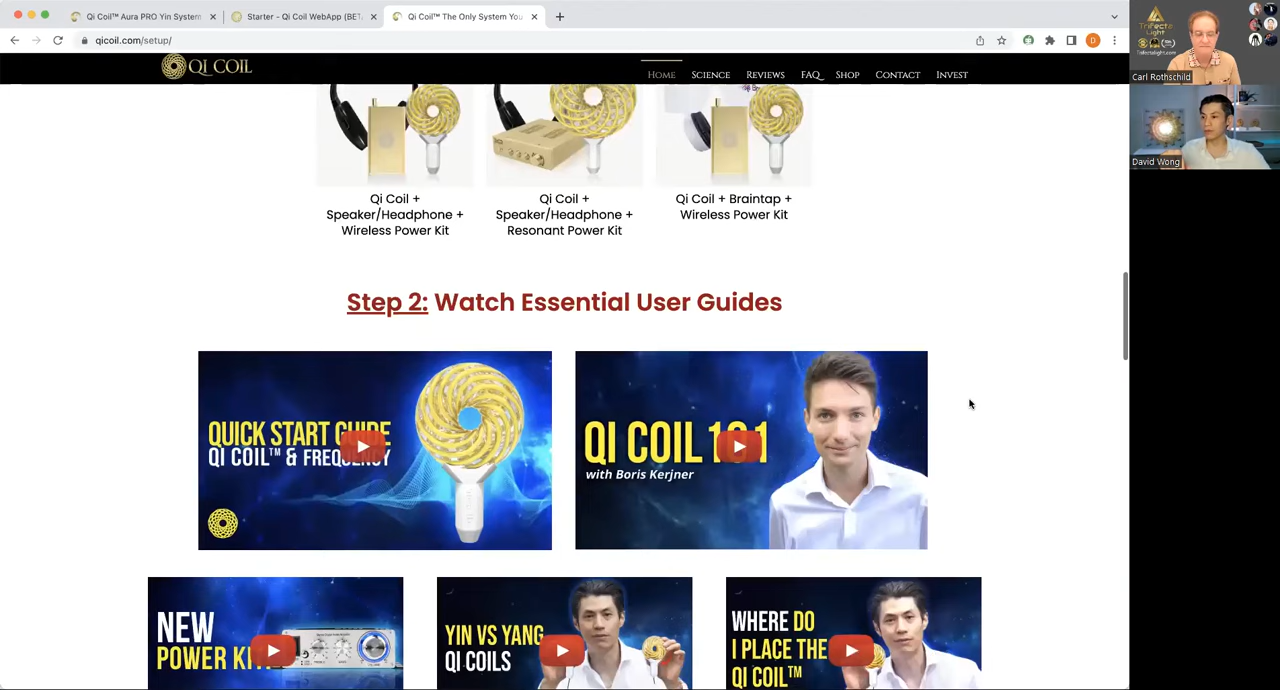 Qi Coil™ Aura PRO Yin System
Starter - Qi Coil WebApp (BET
Qi Coil™ The Only System You
qicoil.com/setup/
D
QI COIL
HOME
SCIENCE
REVIEWS
FAQ
SHOP
CONTACT
INVEST
TRIFECTA
LIGHT
Trifectalight.com
Carl Rothschild
David Wong
Qi Coil +
Speaker/Headphone +
Wireless Power Kit
Qi Coil +
Speaker/Headphone +
Resonant Power Kit
Qi Coil + Braintap +
Wireless Power Kit
Step 2: Watch Essential User Guides
QUICK START GUIDE
QI COIL™ & FREQUENCY
QI COIL 101
with Boris Kerjner
NEW
POWER KIT
YIN VS YANG
QI COILS
WHERE DO
I PLACE THE
QI COIL™